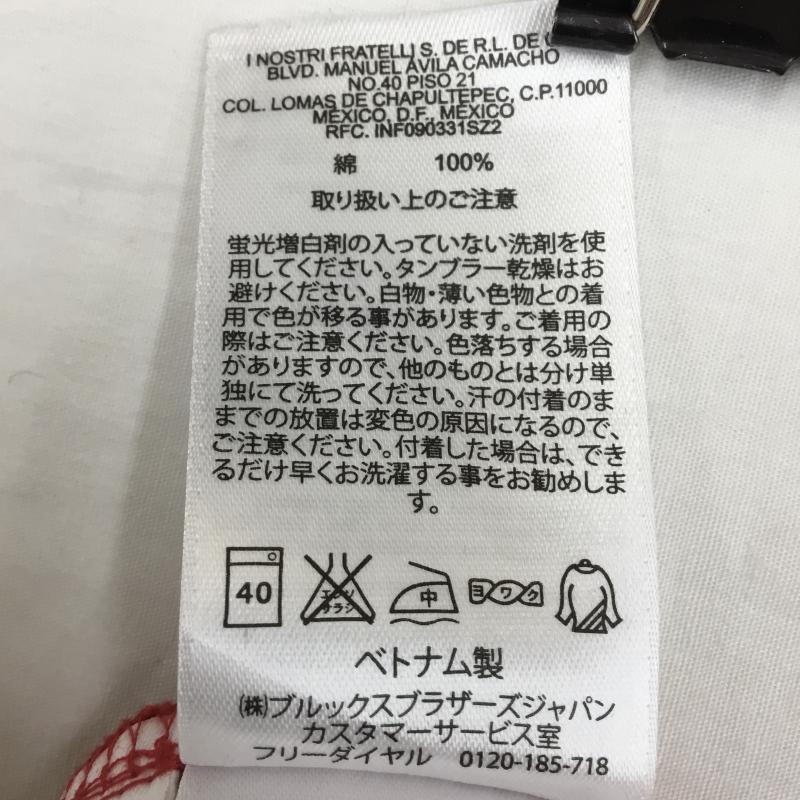 I NOSTRI FRATELLI S. DE R.L. DE
BLVD. MANUEL ÁVILA CAMACHO
NO.40 PISO 21
COL. LOMAS DE CHAPULTEPEC, C.P.11000
MÉXICO, D.F., MÉXICO
RFC. INF090331SZ2
綿 100%
取り扱い上のご注意
蛍光増白剤の入っていない洗剤を使
用してください。タンブラー乾燥はお
避けください。白物・薄い色物との着
用で色が移る事があります。ご着用の
際はご注意ください。色落ちする場合
がありますので、他のものとは分け単
独にて洗ってください。汗の付着のま
までの放置は変色の原因になるので、
ご注意ください。付着した場合は、でき
るだけ早くお洗濯する事をお勧めしま
す。
40 エンソ サラシ 中 ヨワク
ベトナム製
(株)ブルックスブラザーズジャパン
カスタマーサービス室
フリーダイヤル 0120-185-718